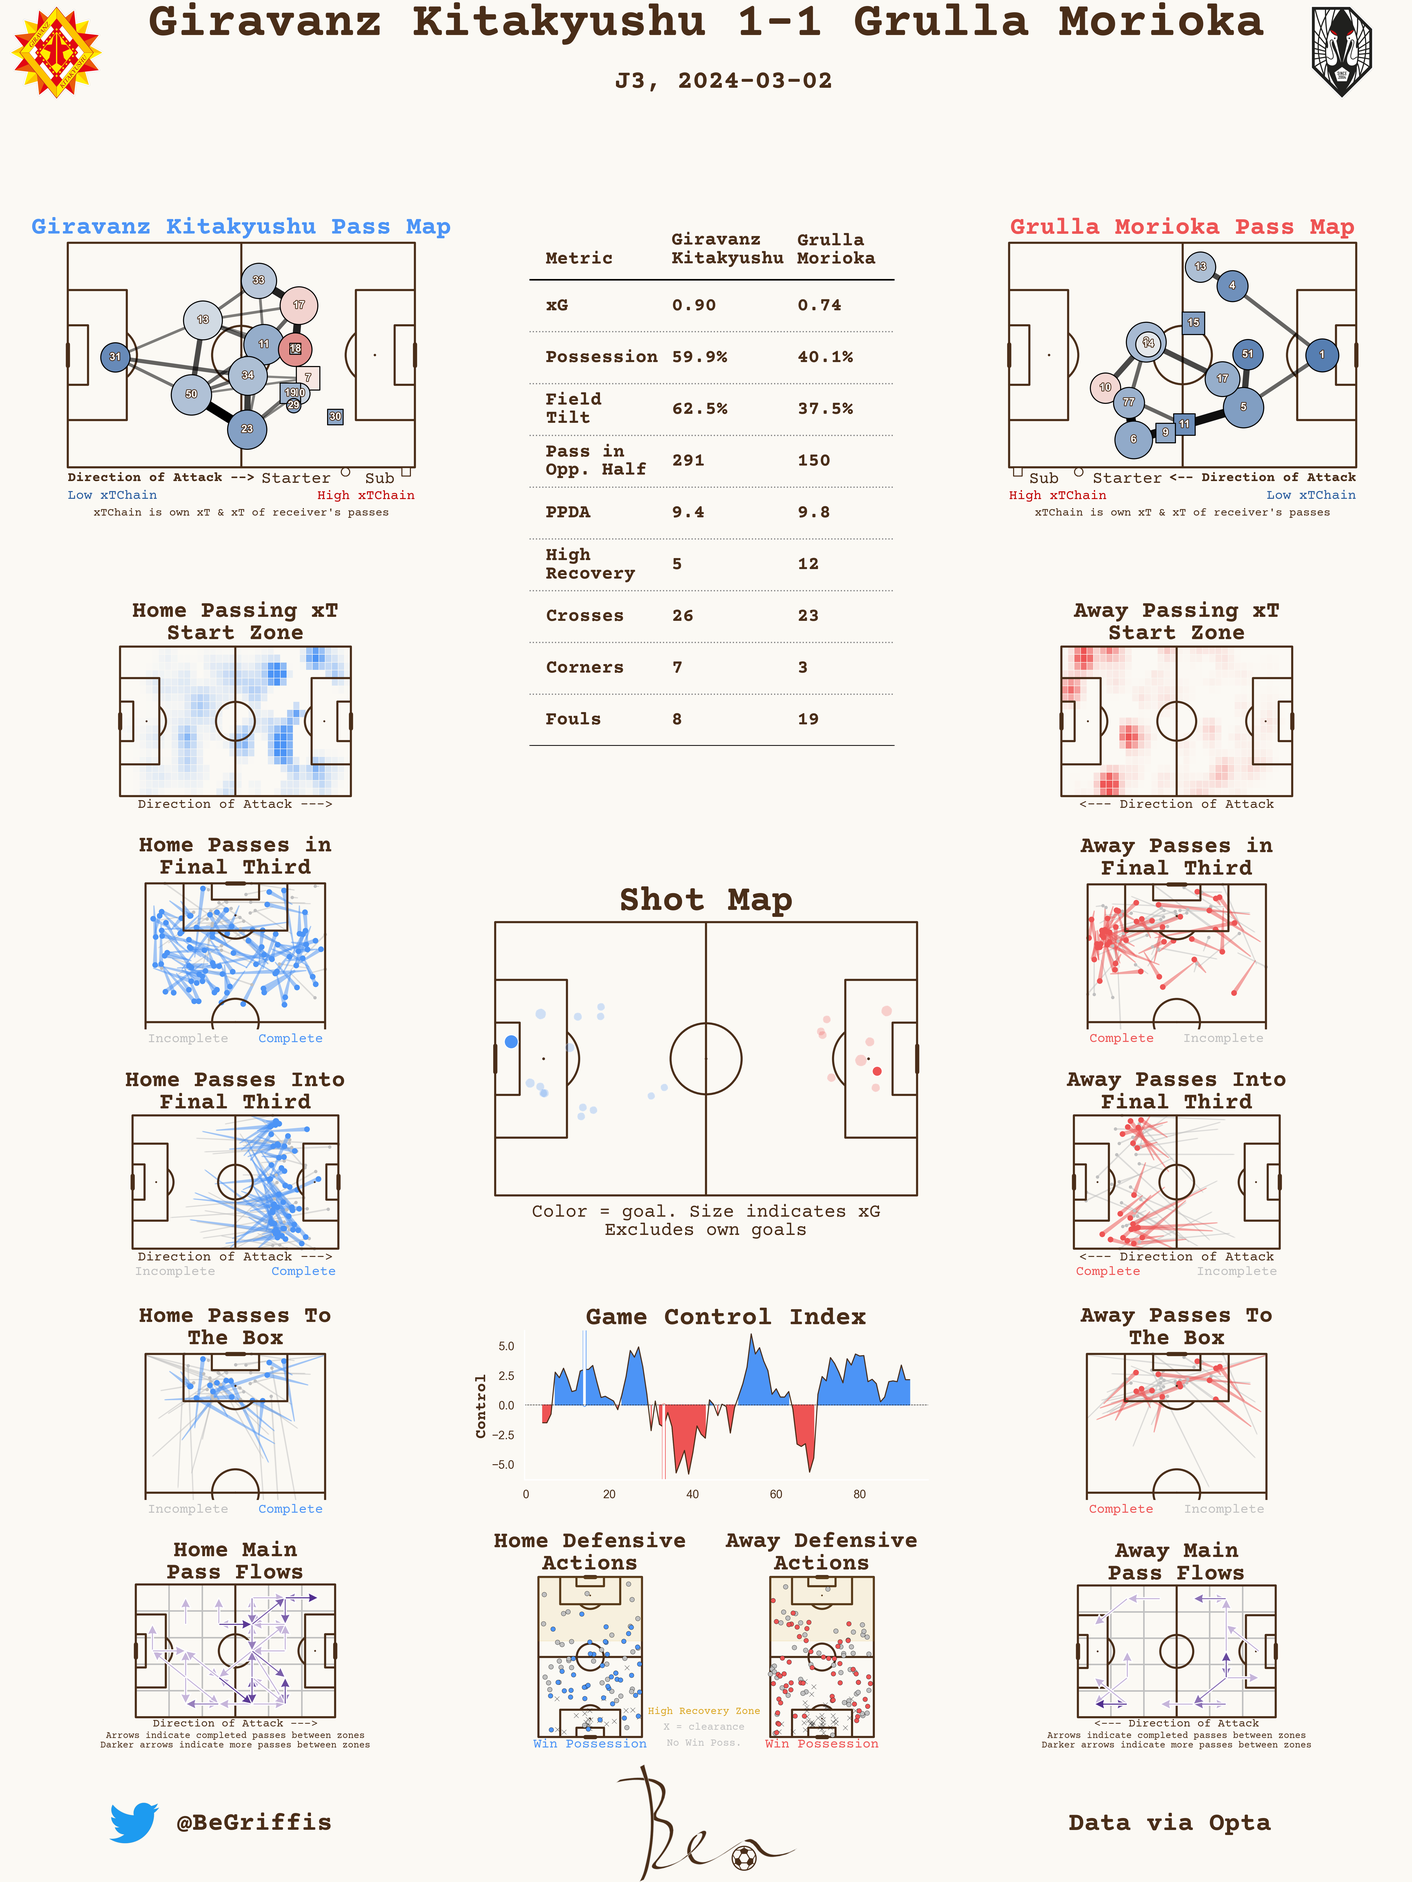 Giravanz Kitakyushu 1-1 Grulla Morioka
J3, 2024-03-02
GIRAVANZ
KITAKYUSHU
Giravanz Kitakyushu Pass Map
33
17
13
11
18
31
34
7
50
19
29
30
23
Direction of Attack --> Starter Sub
Low xTChain High xTChain
xTChain is own xT & xT of receiver's passes
Metric Giravanz Kitakyushu Grulla Morioka
xG 0.90 0.74
Possession 59.9% 40.1%
Field Tilt 62.5% 37.5%
Pass in Opp. Half 291 150
PPDA 9.4 9.8
High Recovery 5 12
Crosses 26 23
Corners 7 3
Fouls 8 19
Grulla Morioka Pass Map
13
4
15
14
51
1
10
17
77
5
11
9
6
Sub Starter <-- Direction of Attack
High xTChain Low xTChain
xTChain is own xT & xT of receiver's passes
Home Passing xT
Start Zone
Direction of Attack --->
Away Passing xT
Start Zone
<--- Direction of Attack
Home Passes in
Final Third
Incomplete Complete
Away Passes in
Final Third
Complete Incomplete
Shot Map
Color = goal. Size indicates xG
Excludes own goals
Home Passes Into
Final Third
Direction of Attack --->
Incomplete Complete
Away Passes Into
Final Third
<--- Direction of Attack
Complete Incomplete
Home Passes To
The Box
Incomplete Complete
Game Control Index
Control
5.0
2.5
0.0
−2.5
−5.0
0 20 40 60 80
Away Passes To
The Box
Complete Incomplete
Home Main
Pass Flows
Direction of Attack --->
Arrows indicate completed passes between zones
Darker arrows indicate more passes between zones
Home Defensive
Actions
Win Possession
High Recovery Zone
X = clearance
No Win Poss.
Away Defensive
Actions
Win Possession
Away Main
Pass Flows
<--- Direction of Attack
Arrows indicate completed passes between zones
Darker arrows indicate more passes between zones
@BeGriffis
Ben
Data via Opta